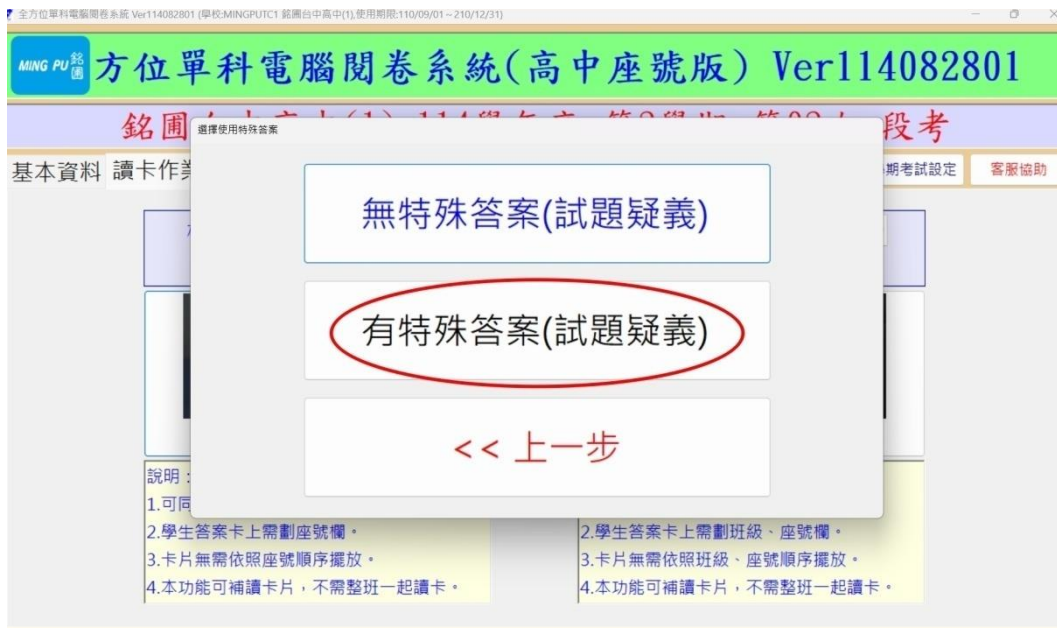 全方位單科電腦閱卷系統 Ver114082801 (學校:MINGPUTC1 銘圃台中高中(1),使用期限:110/09/01~210/12/31)
MING PU 銘圃 方位單科電腦閱卷系統(高中座號版) Ver114082801
銘圃 段考
選擇使用特殊答案
基本資料 讀卡作業 期考試設定 客服協助
無特殊答案(試題疑義)
有特殊答案(試題疑義)
<< 上一步
說明:
1.可同
2.學生答案卡上需劃座號欄。
3.卡片無需依照座號順序擺放。
4.本功能可補讀卡片,不需整班一起讀卡。
2.學生答案卡上需劃班級、座號欄。
3.卡片無需依照班級、座號順序擺放。
4.本功能可補讀卡片,不需整班一起讀卡。